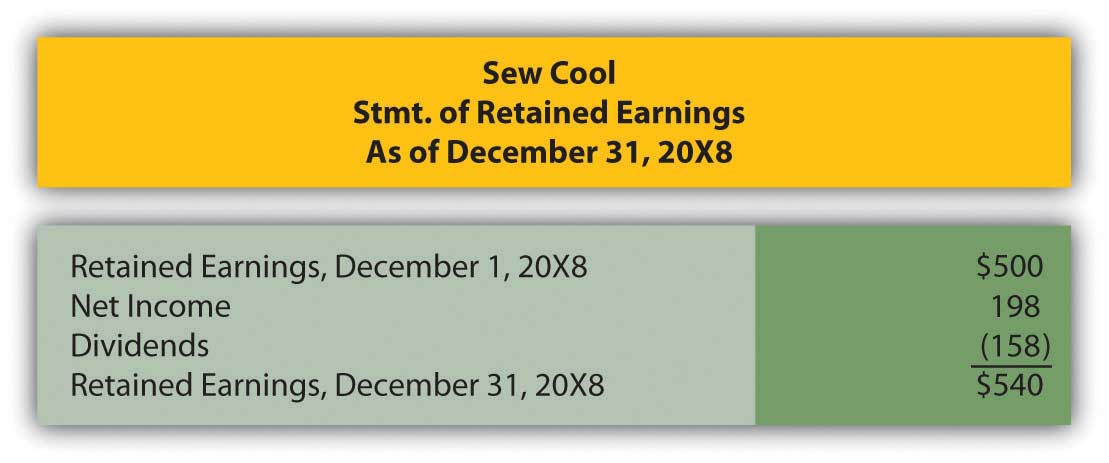 Sew Cool
Stmt. of Retained Earnings
As of December 31, 20X8
Retained Earnings, December 1, 20X8 $500
Net Income 198
Dividends (158)
Retained Earnings, December 31, 20X8 $540